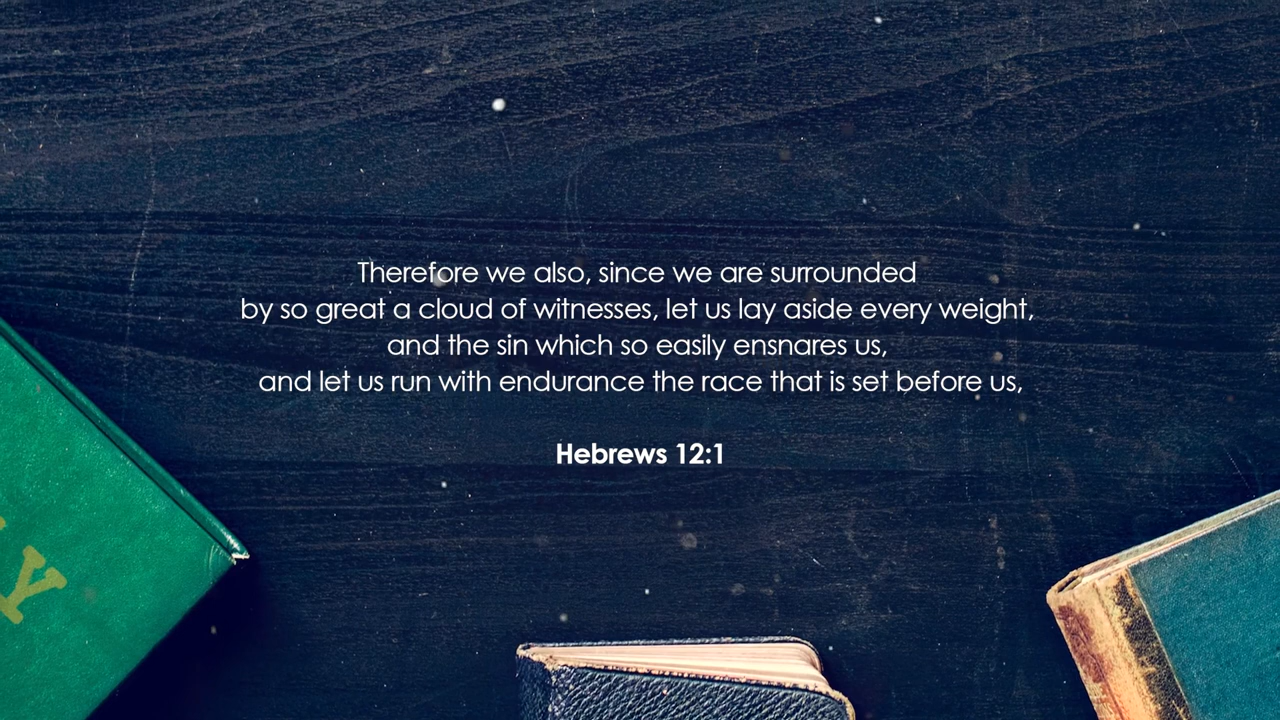 Therefore we also, since we are surrounded
by so great a cloud of witnesses, let us lay aside every weight,
and the sin which so easily ensnares us,
and let us run with endurance the race that is set before us,
Hebrews 12:1
Y